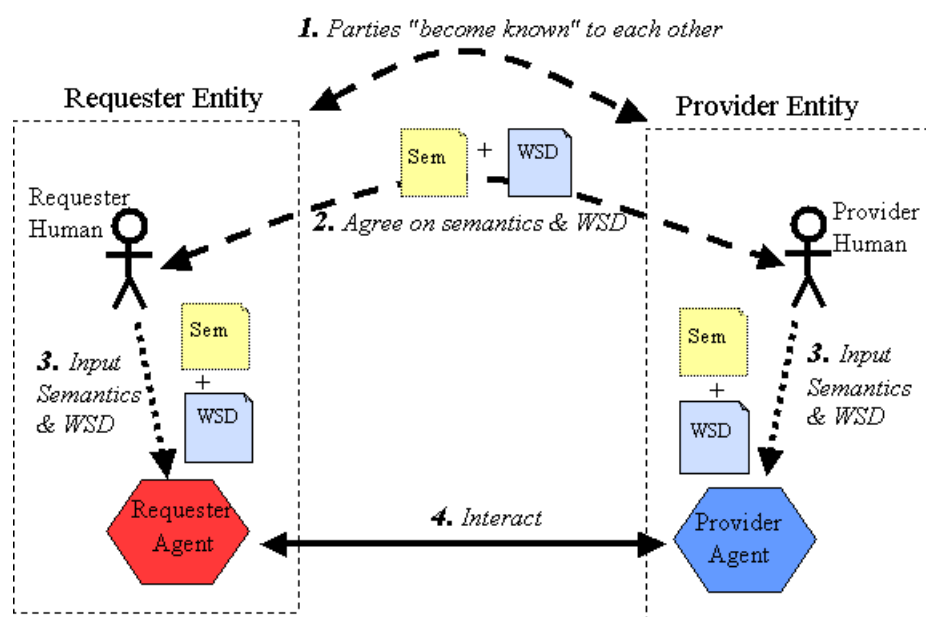 1. Parties "become known" to each other
Requester Entity
Provider Entity
Sem
+
WSD
Requester
Human
2. Agree on semantics & WSD
Provider
Human
3. Input
Semantics
& WSD
Sem
+
WSD
Sem
+
WSD
3. Input
Semantics
& WSD
Requester
Agent
4. Interact
Provider
Agent